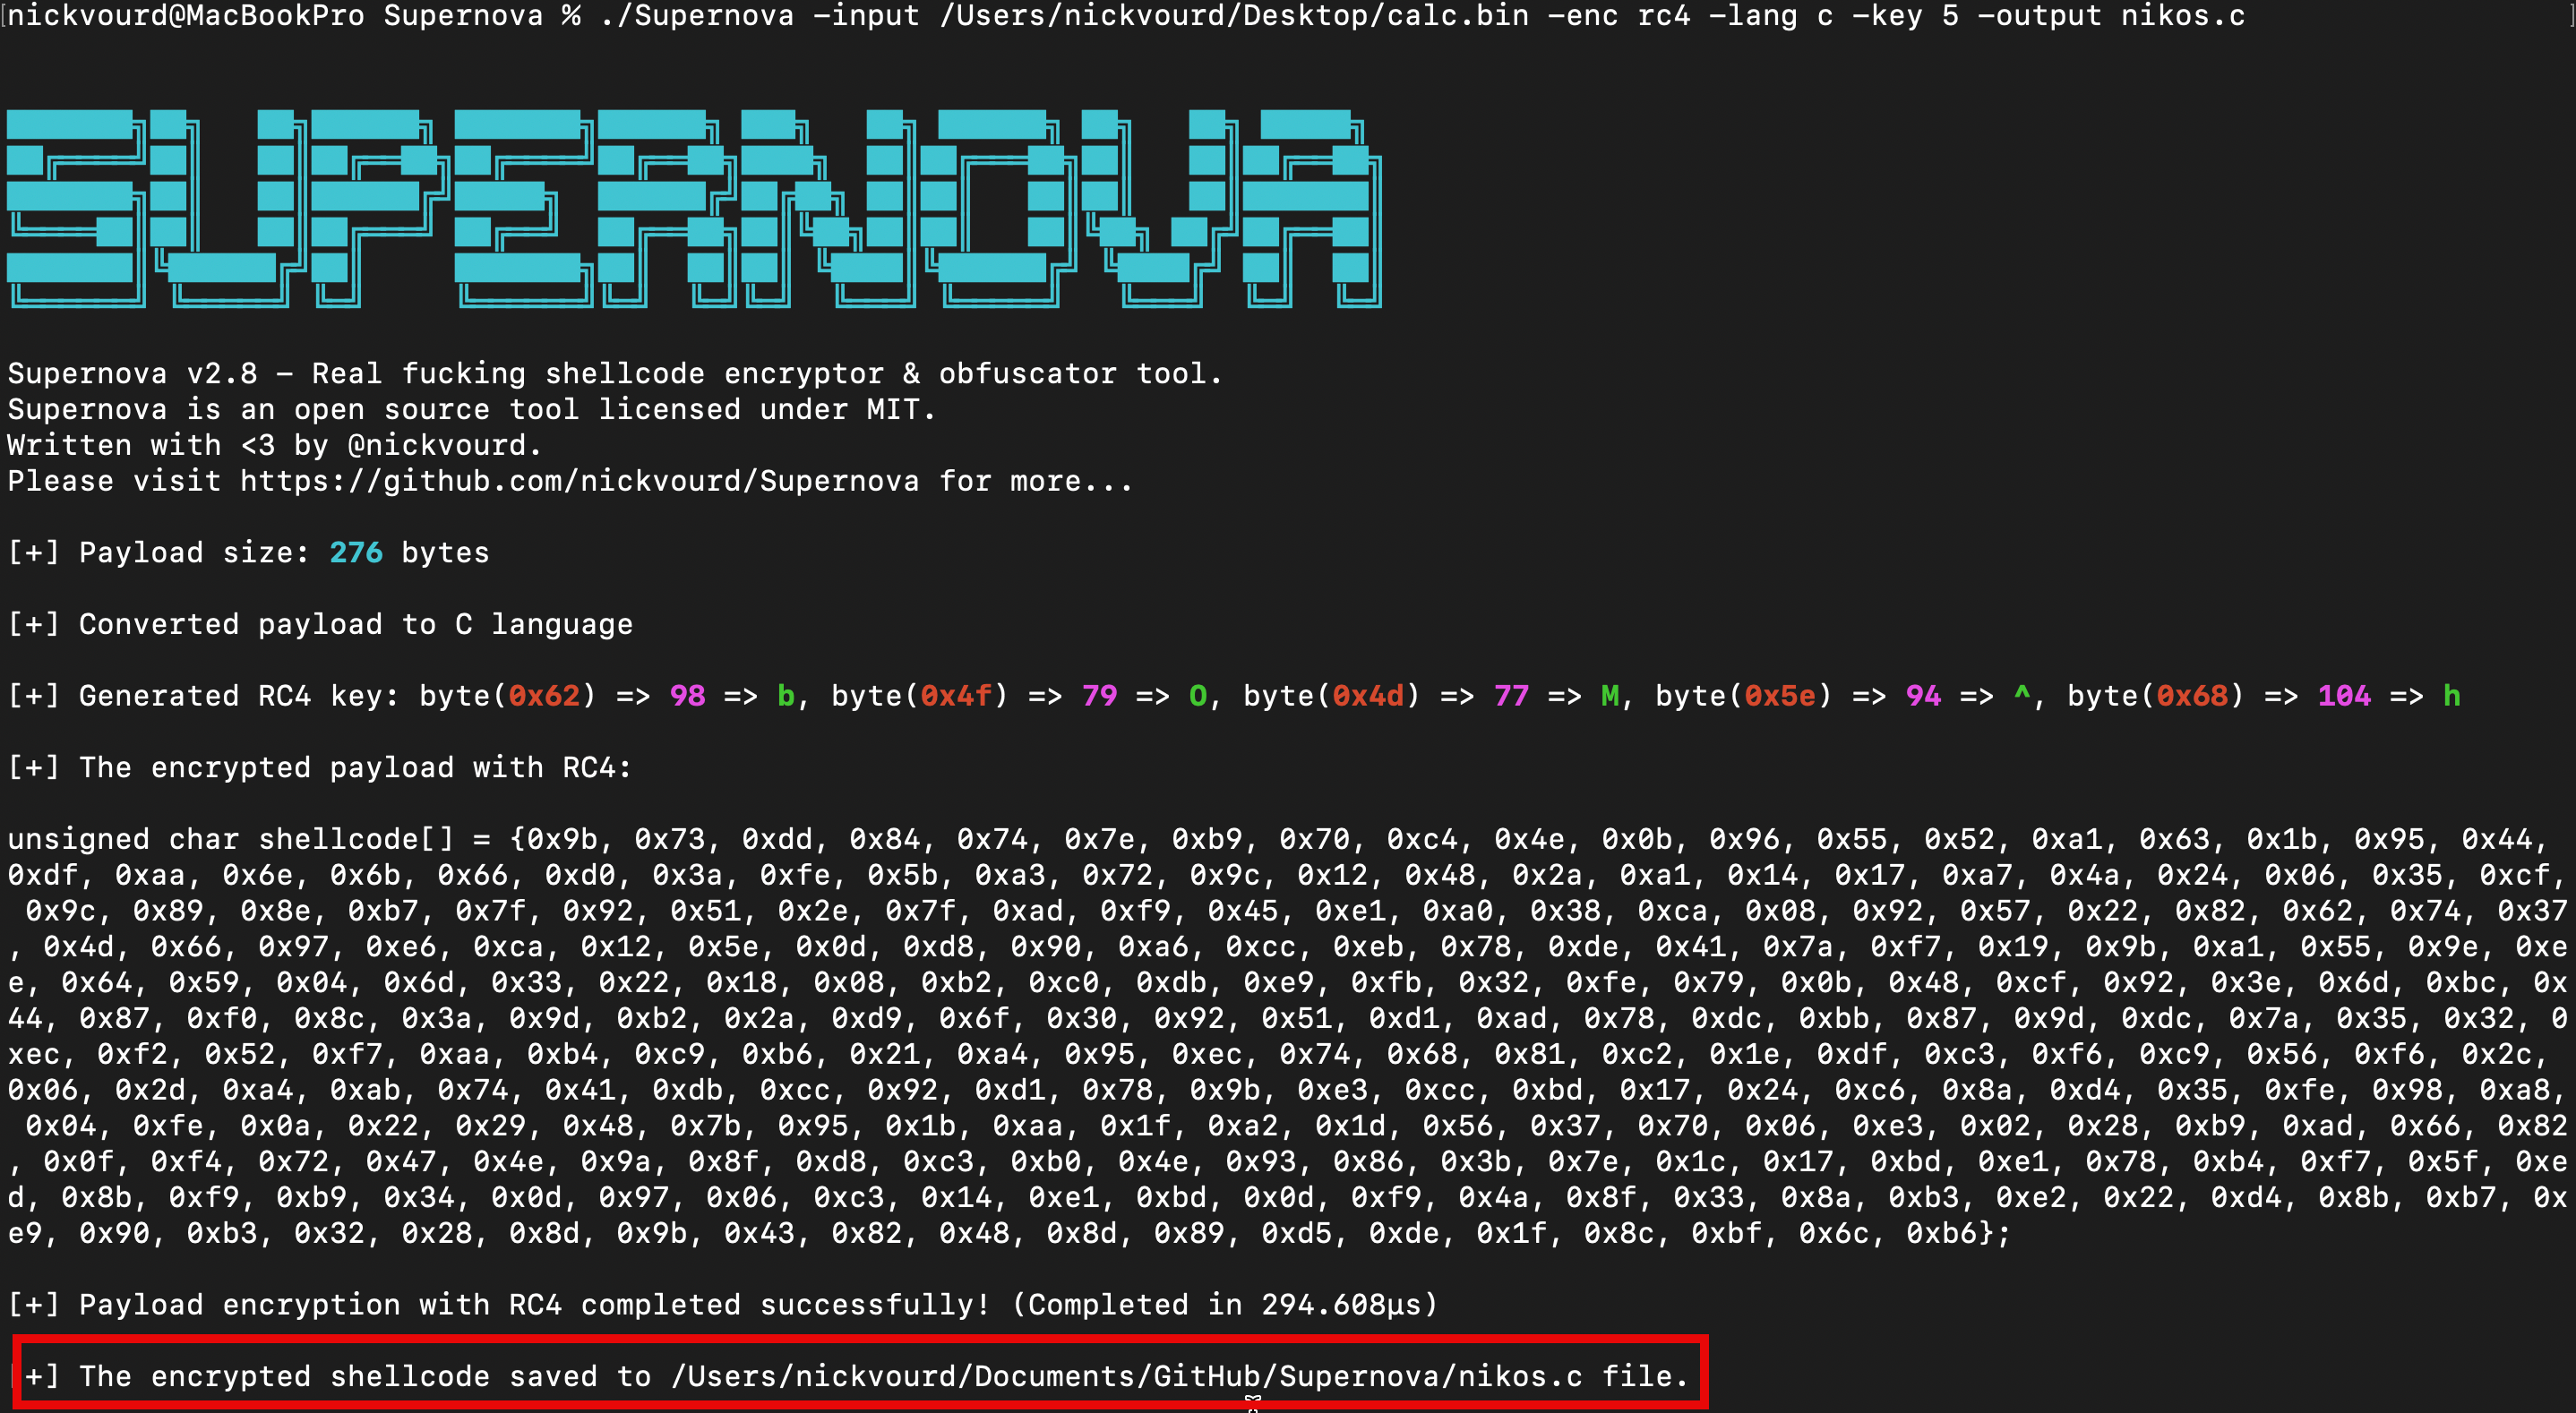 [nickvourd@MacBookPro Supernova % ./Supernova -input /Users/nickvourd/Desktop/calc.bin -enc rc4 -lang c -key 5 -output nikos.c ]
SUPERNOVA
Supernova v2.8 – Real fucking shellcode encryptor & obfuscator tool.
Supernova is an open source tool licensed under MIT.
Written with <3 by @nickvourd.
Please visit https://github.com/nickvourd/Supernova for more...
[+] Payload size: 276 bytes
[+] Converted payload to C language
[+] Generated RC4 key: byte(0x62) => 98 => b, byte(0x4f) => 79 => O, byte(0x4d) => 77 => M, byte(0x5e) => 94 => ^, byte(0x68) => 104 => h
[+] The encrypted payload with RC4:
unsigned char shellcode[] = {0x9b, 0x73, 0xdd, 0x84, 0x74, 0x7e, 0xb9, 0x70, 0xc4, 0x4e, 0x0b, 0x96, 0x55, 0x52, 0xa1, 0x63, 0x1b, 0x95, 0x44,
0xdf, 0xaa, 0x6e, 0x6b, 0x66, 0xd0, 0x3a, 0xfe, 0x5b, 0xa3, 0x72, 0x9c, 0x12, 0x48, 0x2a, 0xa1, 0x14, 0x17, 0xa7, 0x4a, 0x24, 0x06, 0x35, 0xcf,
0x9c, 0x89, 0x8e, 0xb7, 0x7f, 0x92, 0x51, 0x2e, 0x7f, 0xad, 0xf9, 0x45, 0xe1, 0xa0, 0x38, 0xca, 0x08, 0x92, 0x57, 0x22, 0x82, 0x62, 0x74, 0x37
, 0x4d, 0x66, 0x97, 0xe6, 0xca, 0x12, 0x5e, 0x0d, 0xd8, 0x90, 0xa6, 0xcc, 0xeb, 0x78, 0xde, 0x41, 0x7a, 0xf7, 0x19, 0x9b, 0xa1, 0x55, 0x9e, 0xe
e, 0x64, 0x59, 0x04, 0x6d, 0x33, 0x22, 0x18, 0x08, 0xb2, 0xc0, 0xdb, 0xe9, 0xfb, 0x32, 0xfe, 0x79, 0x0b, 0x48, 0xcf, 0x92, 0x3e, 0x6d, 0xbc, 0x
44, 0x87, 0xf0, 0x8c, 0x3a, 0x9d, 0xb2, 0x2a, 0xd9, 0x6f, 0x30, 0x92, 0x51, 0xd1, 0xad, 0x78, 0xdc, 0xbb, 0x87, 0x9d, 0xdc, 0x7a, 0x35, 0x32, 0
xec, 0xf2, 0x52, 0xf7, 0xaa, 0xb4, 0xc9, 0xb6, 0x21, 0xa4, 0x95, 0xec, 0x74, 0x68, 0x81, 0xc2, 0x1e, 0xdf, 0xc3, 0xf6, 0xc9, 0x56, 0xf6, 0x2c,
0x06, 0x2d, 0xa4, 0xab, 0x74, 0x41, 0xdb, 0xcc, 0x92, 0xd1, 0x78, 0x9b, 0xe3, 0xcc, 0xbd, 0x17, 0x24, 0xc6, 0x8a, 0xd4, 0x35, 0xfe, 0x98, 0xa8,
0x04, 0xfe, 0x0a, 0x22, 0x29, 0x48, 0x7b, 0x95, 0x1b, 0xaa, 0x1f, 0xa2, 0x1d, 0x56, 0x37, 0x70, 0x06, 0xe3, 0x02, 0x28, 0xb9, 0xad, 0x66, 0x82
, 0x0f, 0xf4, 0x72, 0x47, 0x4e, 0x9a, 0x8f, 0xd8, 0xc3, 0xb0, 0x4e, 0x93, 0x86, 0x3b, 0x7e, 0x1c, 0x17, 0xbd, 0xe1, 0x78, 0xb4, 0xf7, 0x5f, 0xe
d, 0x8b, 0xf9, 0xb9, 0x34, 0x0d, 0x97, 0x06, 0xc3, 0x14, 0xe1, 0xbd, 0x0d, 0xf9, 0x4a, 0x8f, 0x33, 0x8a, 0xb3, 0xe2, 0x22, 0xd4, 0x8b, 0xb7, 0x
e9, 0x90, 0xb3, 0x32, 0x28, 0x8d, 0x9b, 0x43, 0x82, 0x48, 0x8d, 0x89, 0xd5, 0xde, 0x1f, 0x8c, 0xbf, 0x6c, 0xb6};
[+] Payload encryption with RC4 completed successfully! (Completed in 294.608µs)
[+] The encrypted shellcode saved to /Users/nickvourd/Documents/GitHub/Supernova/nikos.c file.